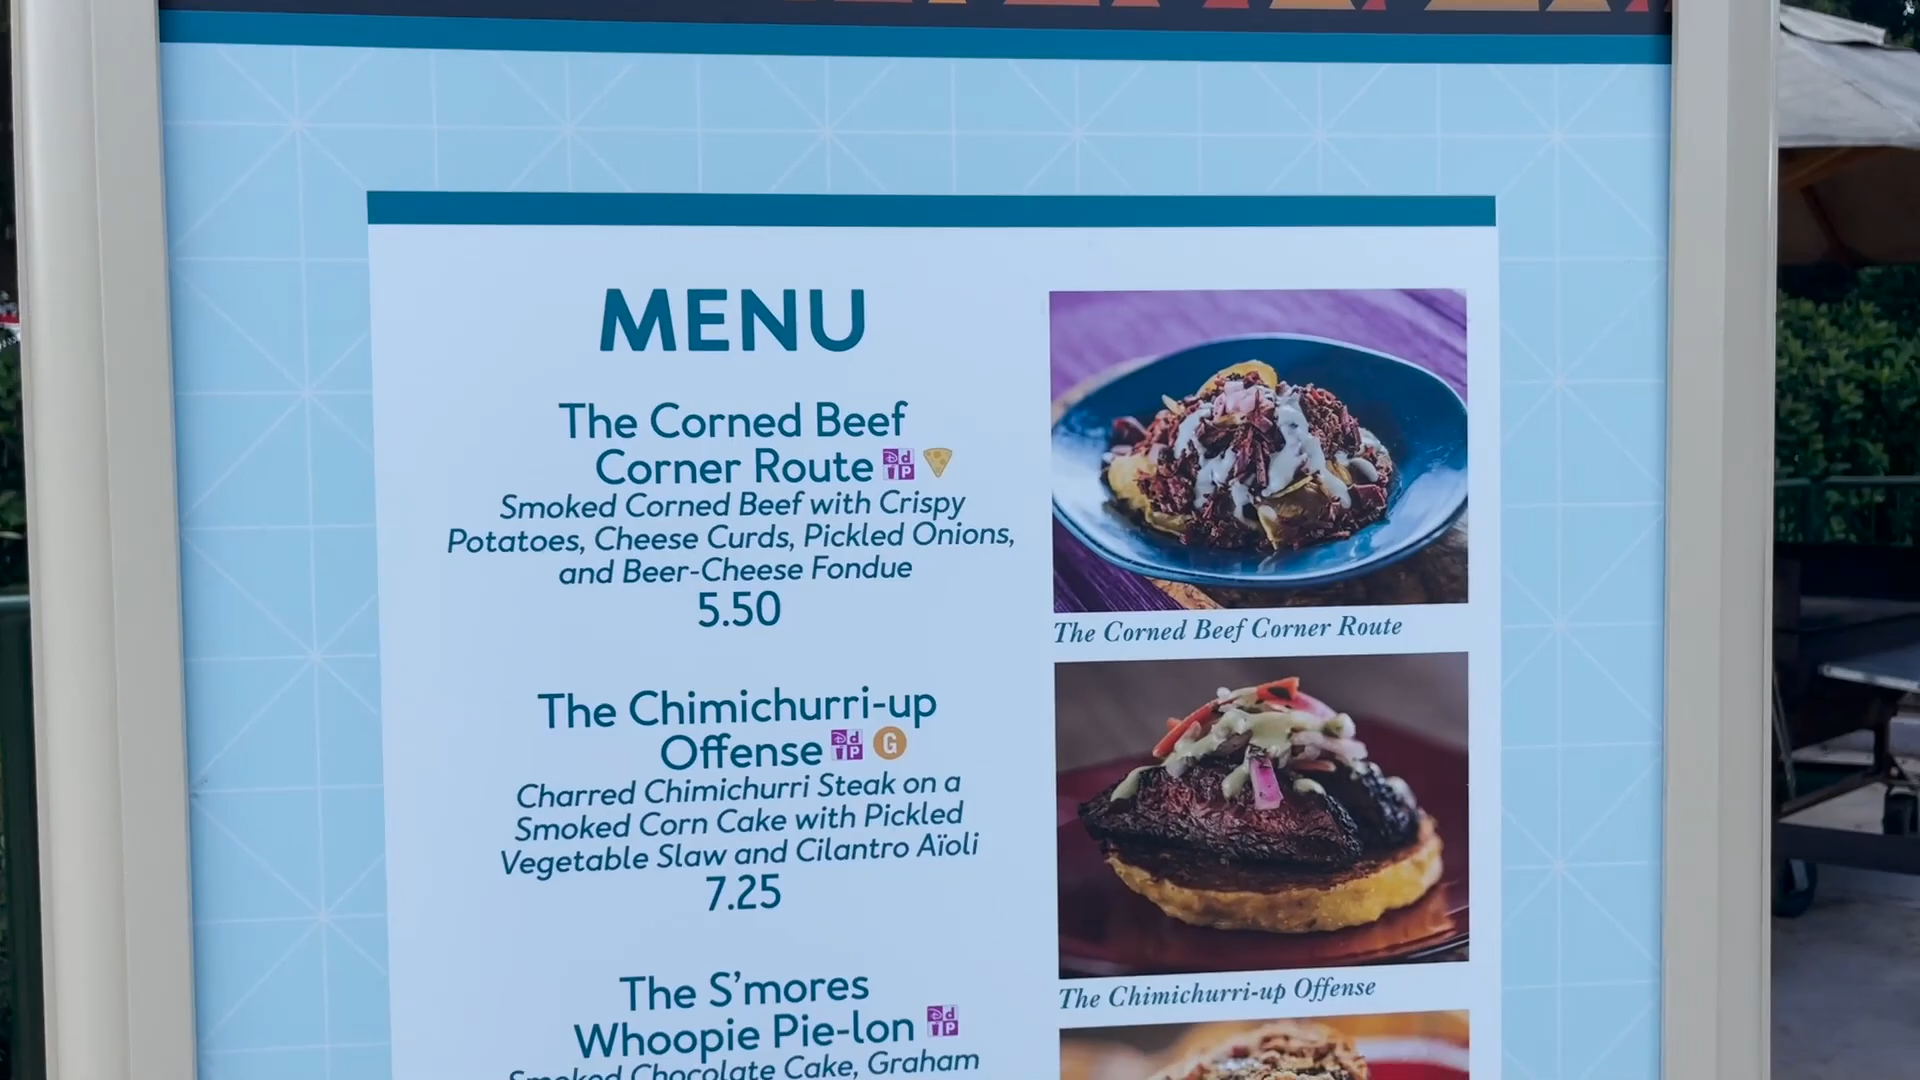 MENU
The Corned Beef
Corner Route
Smoked Corned Beef with Crispy
Potatoes, Cheese Curds, Pickled Onions,
and Beer-Cheese Fondue
5.50
The Corned Beef Corner Route
The Chimichurri-up
Offense G
Charred Chimichurri Steak on a
Smoked Corn Cake with Pickled
Vegetable Slaw and Cilantro Aïoli
7.25
The Chimichurri-up Offense
The S'mores
Whoopie Pie-lon
Smoked Chocolate Cake, Graham